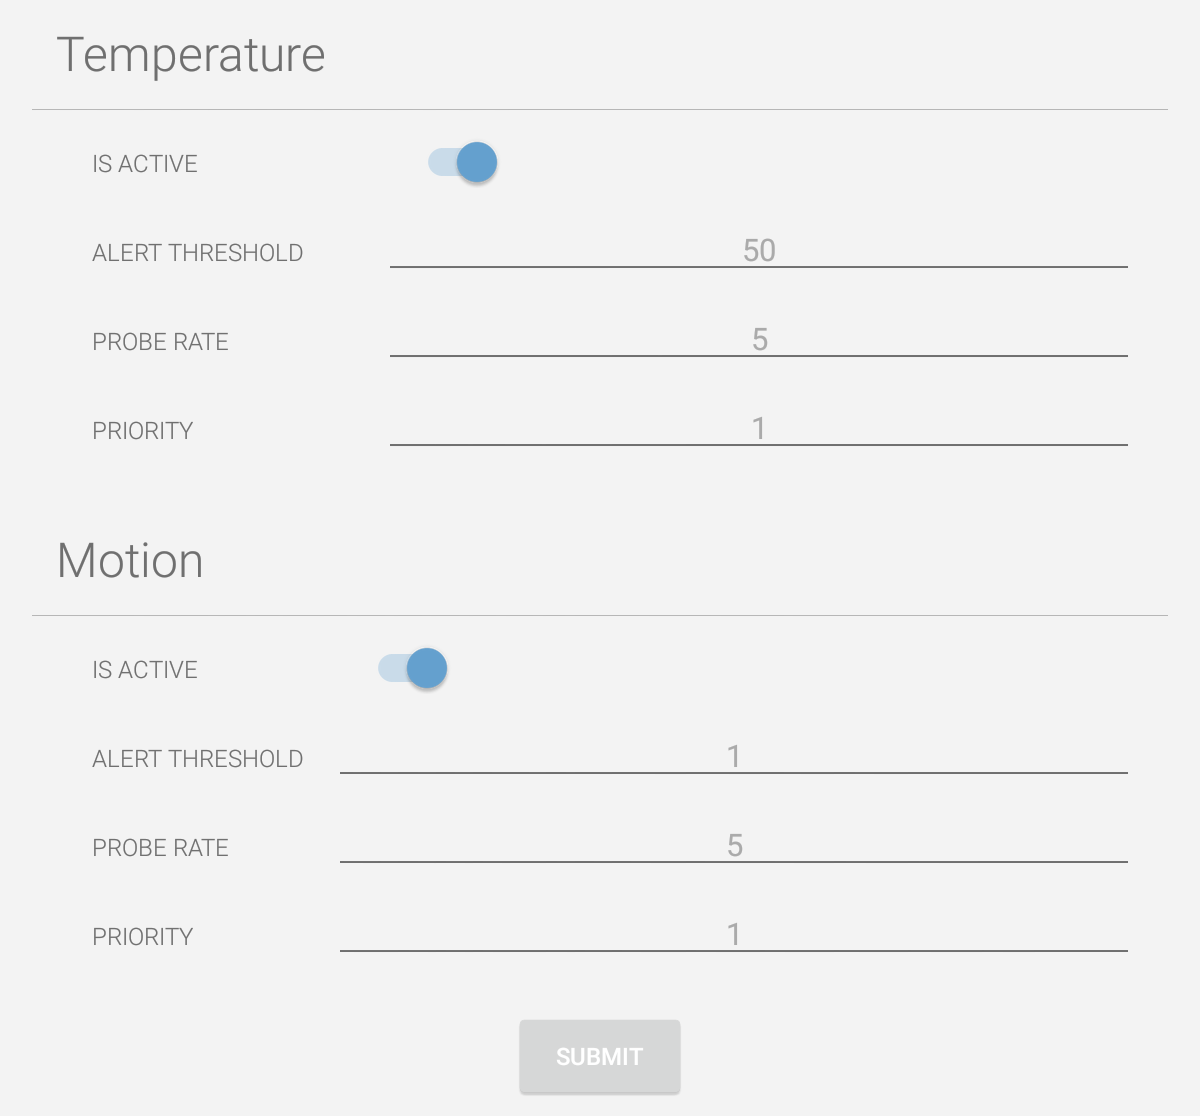 Temperature
IS ACTIVE
ALERT THRESHOLD 50
PROBE RATE 5
PRIORITY 1
Motion
IS ACTIVE
ALERT THRESHOLD 1
PROBE RATE 5
PRIORITY 1
SUBMIT